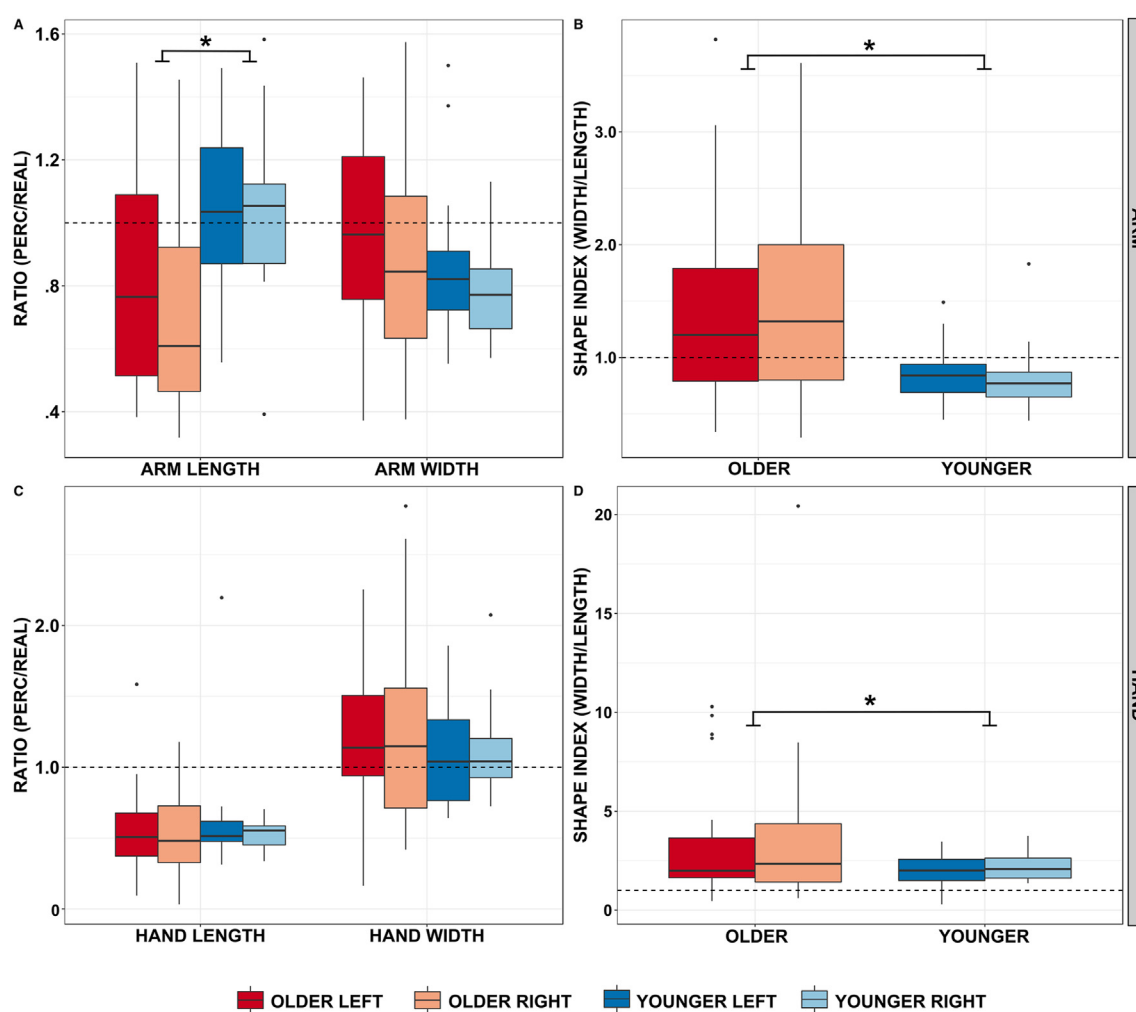 A
RATIO (PERC/REAL)
1.6
1.2
.8
.4
*
ARM LENGTH
ARM WIDTH
B
SHAPE INDEX (WIDTH/LENGTH)
3.0
2.0
1.0
*
OLDER
YOUNGER
C
RATIO (PERC/REAL)
2.0
1.0
0
HAND LENGTH
HAND WIDTH
D
SHAPE INDEX (WIDTH/LENGTH)
20
15
10
5
0
*
OLDER
YOUNGER
OLDER LEFT
OLDER RIGHT
YOUNGER LEFT
YOUNGER RIGHT